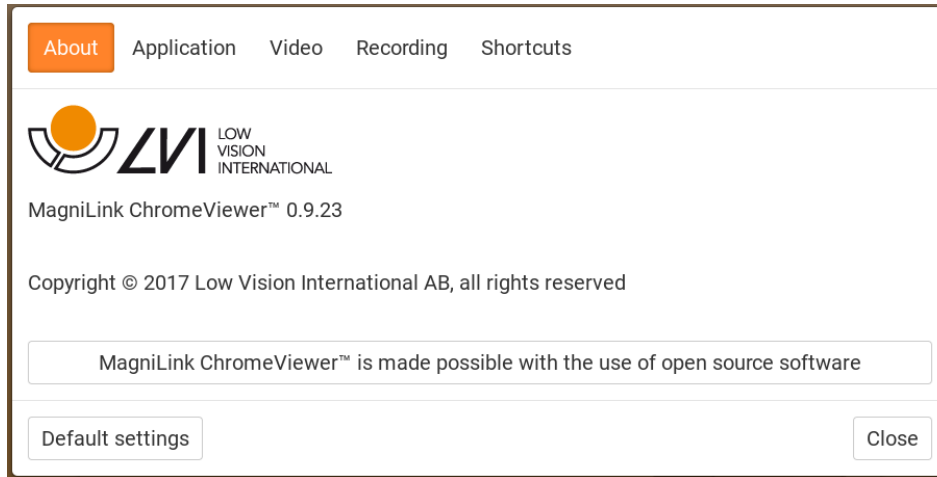 About Application Video Recording Shortcuts
LVI LOW
VISION
INTERNATIONAL
MagniLink ChromeViewer™ 0.9.23
Copyright © 2017 Low Vision International AB, all rights reserved
MagniLink ChromeViewer™ is made possible with the use of open source software
Default settings Close